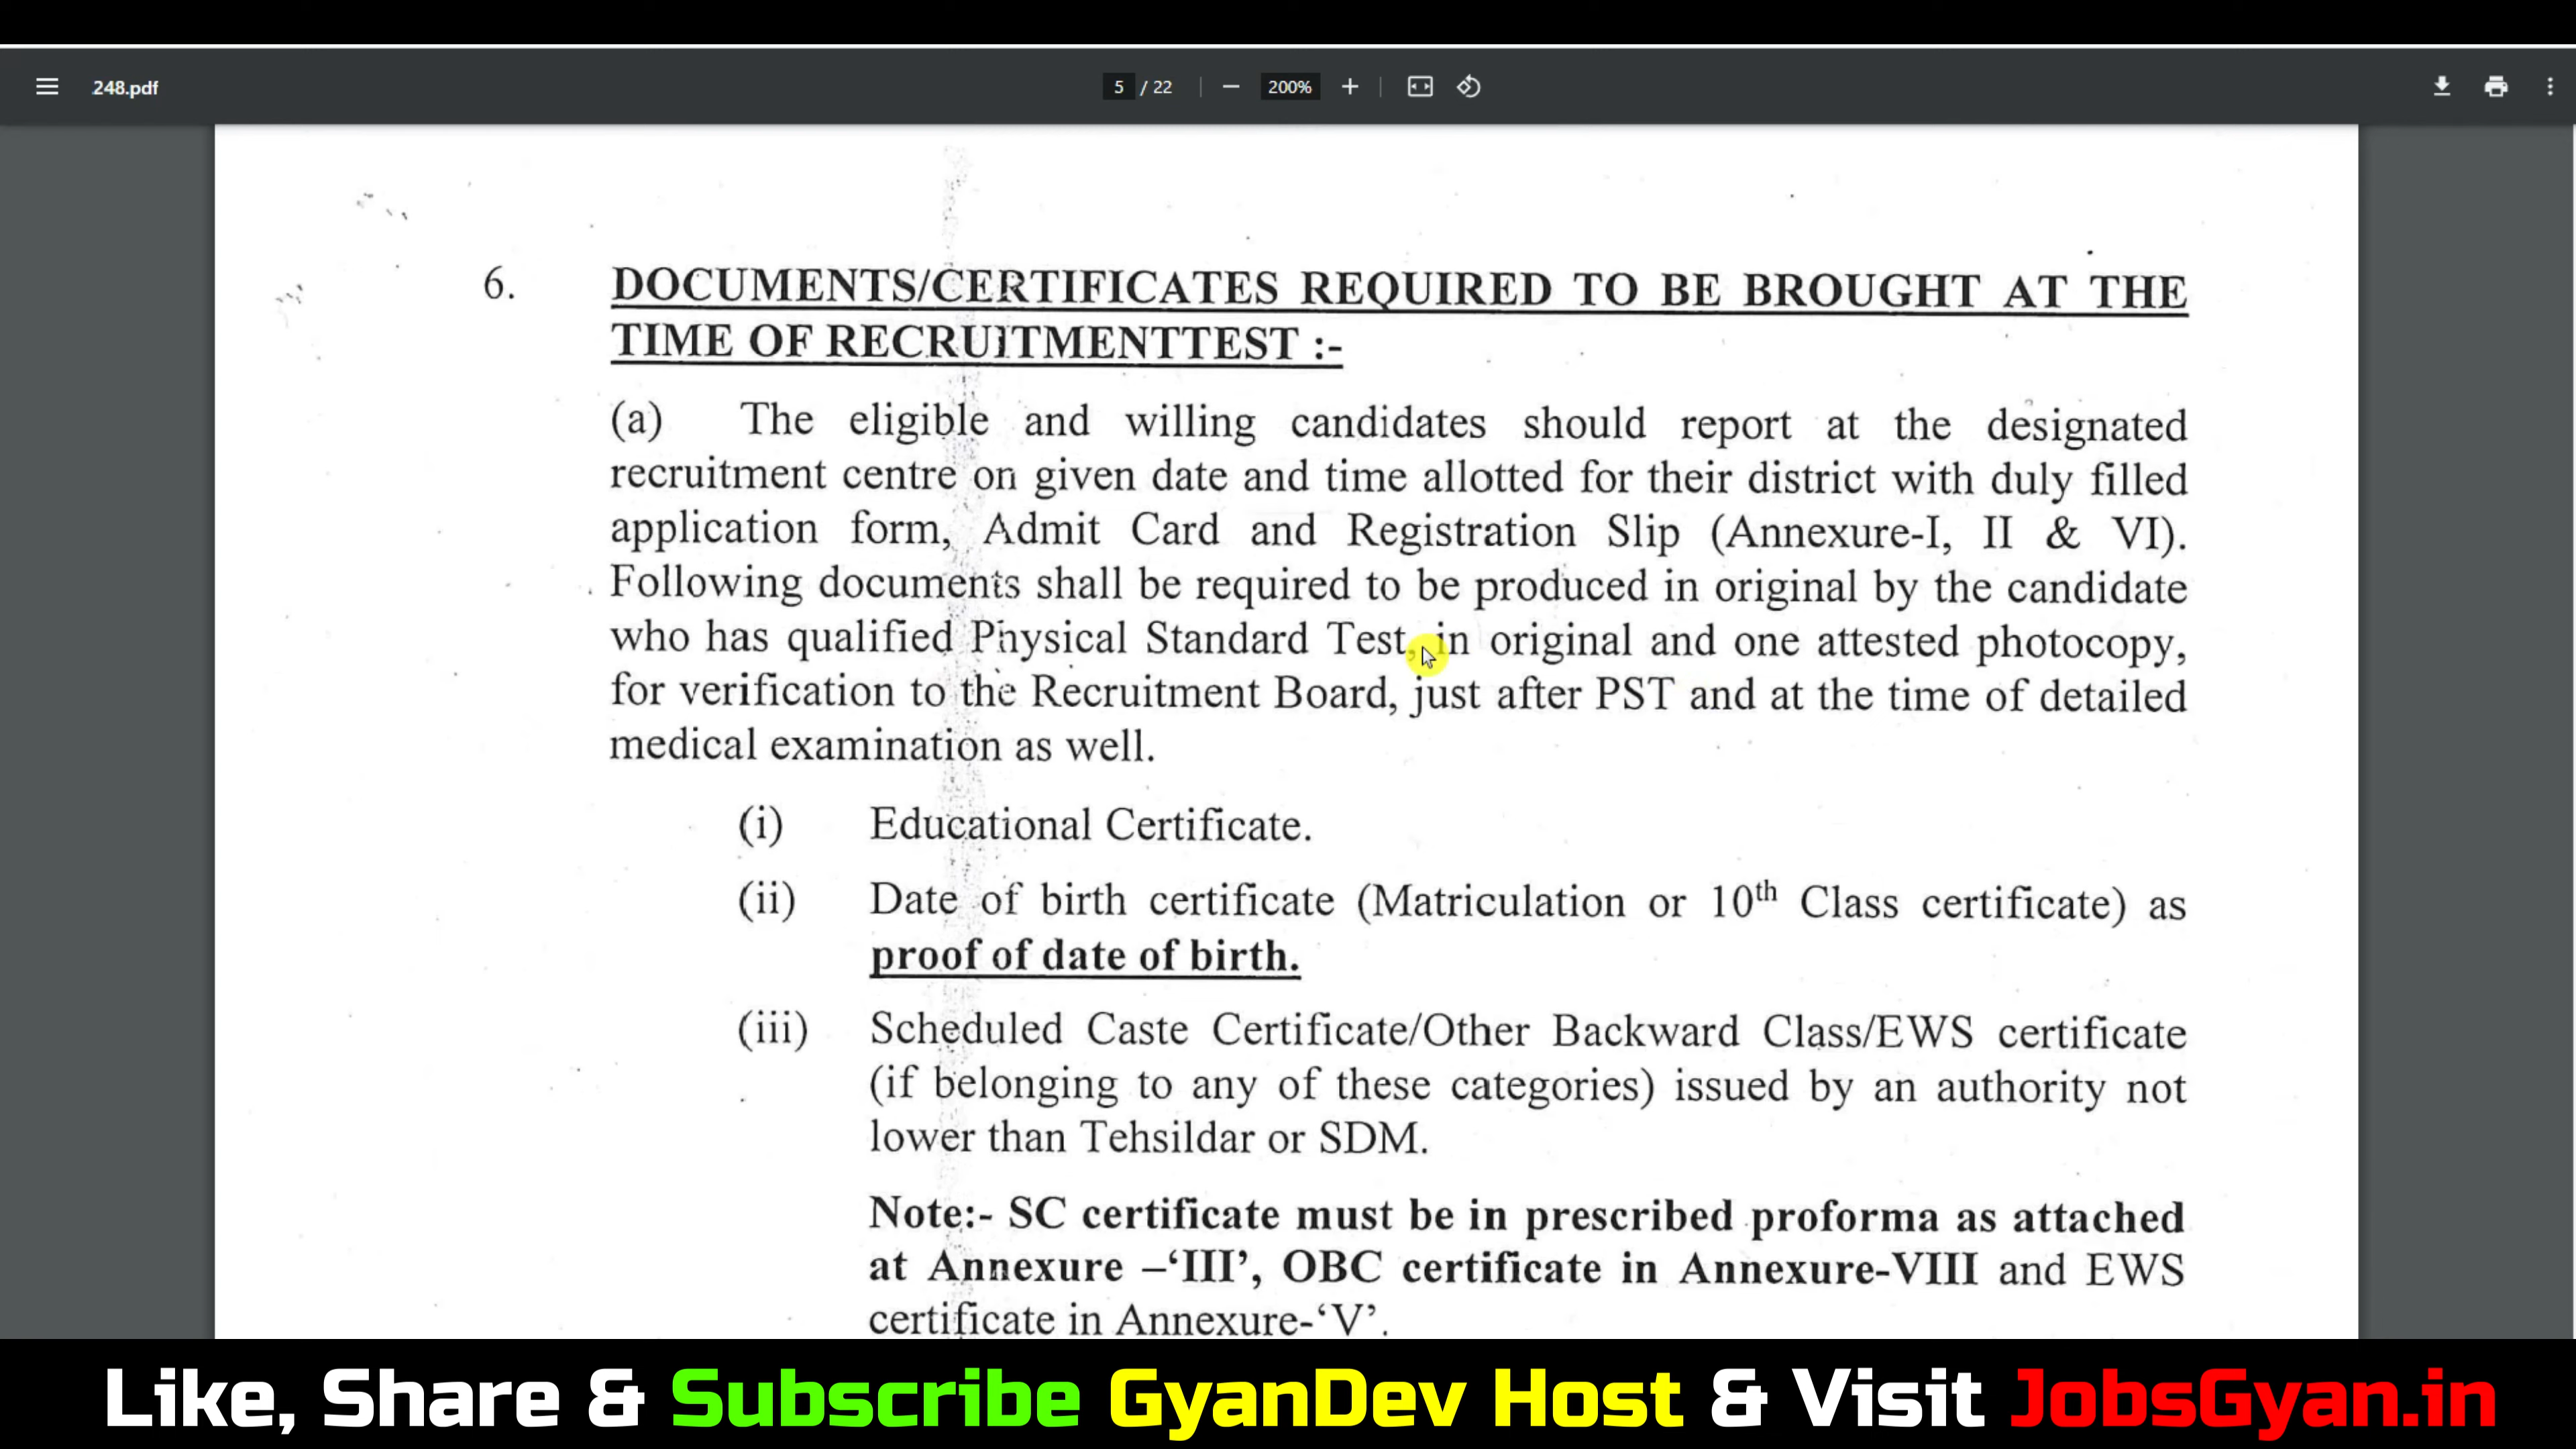 248.pdf
5 / 22
200%
6. DOCUMENTS/CERTIFICATES REQUIRED TO BE BROUGHT AT THE
TIME OF RECRUITMENTTEST :-
(a) The eligible and willing candidates should report at the designated
recruitment centre on given date and time allotted for their district with duly filled
application form, Admit Card and Registration Slip (Annexure-I, II & VI).
Following documents shall be required to be produced in original by the candidate
who has qualified Physical Standard Test, in original and one attested photocopy,
for verification to the Recruitment Board, just after PST and at the time of detailed
medical examination as well.
(i) Educational Certificate.
(ii) Date of birth certificate (Matriculation or 10th Class certificate) as
proof of date of birth.
(iii) Scheduled Caste Certificate/Other Backward Class/EWS certificate
(if belonging to any of these categories) issued by an authority not
lower than Tehsildar or SDM.
Note:- SC certificate must be in prescribed proforma as attached
at Annexure –‘III’, OBC certificate in Annexure-VIII and EWS
certificate in Annexure-‘V’.
Like, Share & Subscribe GyanDev Host & Visit JobsGyan.in